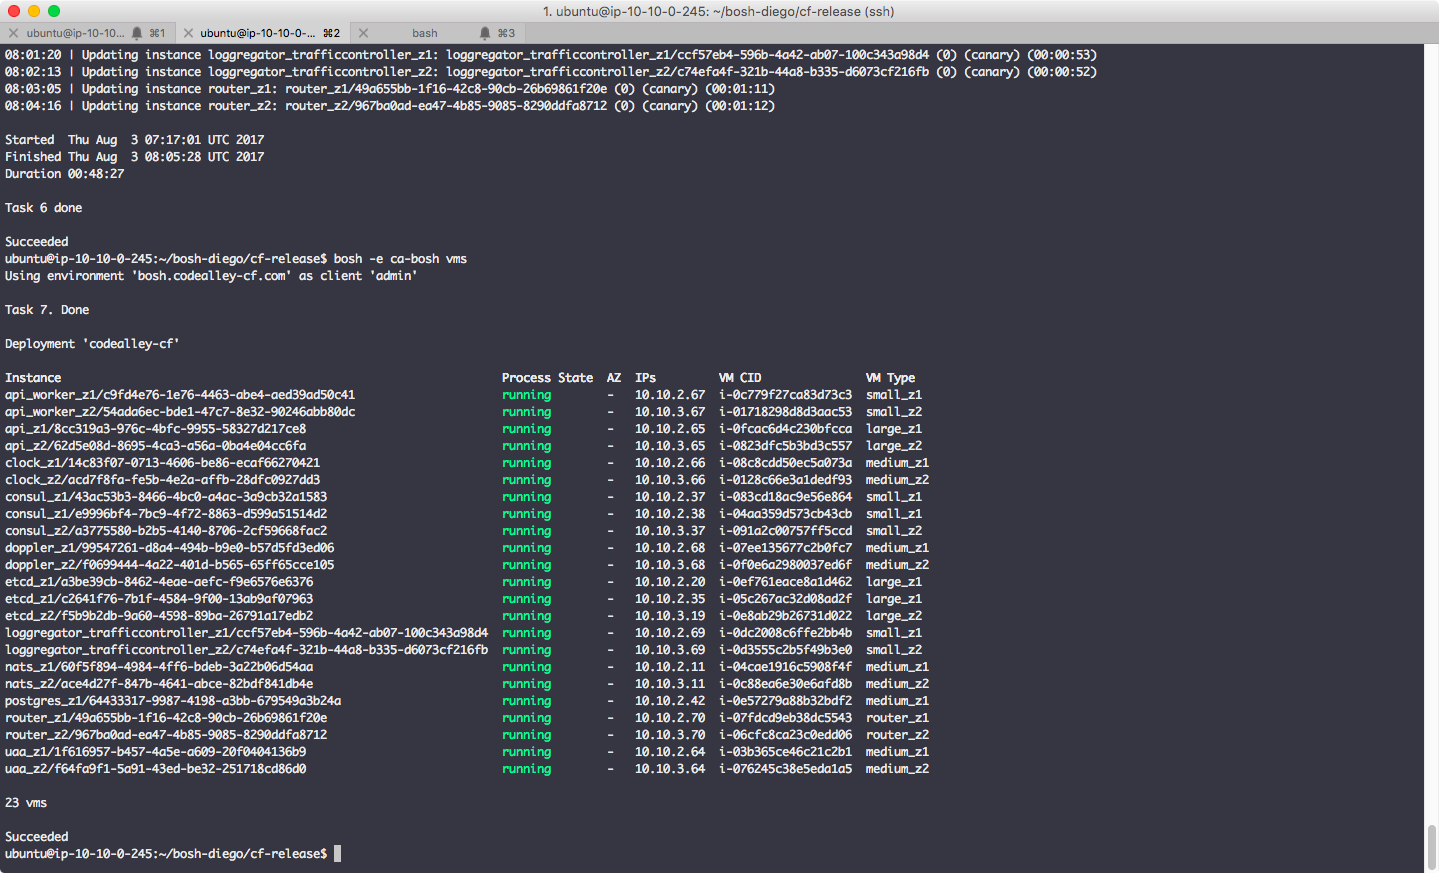 1. ubuntu@ip-10-10-0-245: ~/bosh-diego/cf-release (ssh)
ubuntu@ip-10-10-10... ⌘1 ubuntu@ip-10-10-0-... ⌘2 bash ⌘3
08:01:20 | Updating instance loggregator_trafficcontroller_z1: loggregator_trafficcontroller_z1/ccf57eb4-596b-4a42-ab07-100c343a98d4 (0) (canary) (00:00:53)
08:02:13 | Updating instance loggregator_trafficcontroller_z2: loggregator_trafficcontroller_z2/c74efa4f-321b-44a8-b335-d6073cf216fb (0) (canary) (00:00:52)
08:03:05 | Updating instance router_z1: router_z1/49a655bb-1f16-42c8-90cb-26b69861f20e (0) (canary) (00:01:11)
08:04:16 | Updating instance router_z2: router_z2/967ba0ad-ea47-4b85-9085-8290ddfa8712 (0) (canary) (00:01:12)
Started  Thu Aug  3 07:17:01 UTC 2017
Finished Thu Aug  3 08:05:28 UTC 2017
Duration 00:48:27
Task 6 done
Succeeded
ubuntu@ip-10-10-0-245:~/bosh-diego/cf-release$ bosh -e ca-bosh vms
Using environment 'bosh.codealley-cf.com' as client 'admin'
Task 7. Done
Deployment 'codealley-cf'
Instance Process State AZ IPs VM CID VM Type
api_worker_z1/c9fd4e76-1e76-4463-abe4-aed39ad50c41 running - 10.10.2.67 i-0c779f27ca83d73c3 small_z1
api_worker_z2/54ada6ec-bde1-47c7-8e32-90246abb80dc running - 10.10.3.67 i-01718298d8d3aac53 small_z2
api_z1/8cc319a3-976c-4bfc-9955-58327d217ce8 running - 10.10.2.65 i-0fcac6d4c230bfcca large_z1
api_z2/62d5e08d-8695-4ca3-a56a-0ba4e04cc6fa running - 10.10.3.65 i-0823dfc5b3bd3c557 large_z2
clock_z1/14c83f07-0713-4606-be86-ecaf66270421 running - 10.10.2.66 i-08c8cdd50ec5a073a medium_z1
clock_z2/acd7f8fa-fe5b-4e2a-affb-28dfc0927dd3 running - 10.10.3.66 i-0128c66e3a1dedf93 medium_z2
consul_z1/43ac53b3-8466-4bc0-a4ac-3a9cb32a1583 running - 10.10.2.37 i-083cd18ac9e56e864 small_z1
consul_z1/e9996bf4-7bc9-4f72-8863-d599a51514d2 running - 10.10.2.38 i-04aa359d573cb43cb small_z1
consul_z2/a3775580-b2b5-4140-8706-2cf59668fac2 running - 10.10.3.37 i-091a2c00757ff5ccd small_z2
doppler_z1/99547261-d8a4-494b-b9e0-b57d5fd3ed06 running - 10.10.2.68 i-07ee135677c2b0fc7 medium_z1
doppler_z2/f0699444-4a22-401d-b565-65ff65cce105 running - 10.10.3.68 i-0f0e6a2980037ed6f medium_z2
etcd_z1/a3be39cb-8462-4eae-aefc-f9e6576e6376 running - 10.10.2.20 i-0ef761eace8a1d462 large_z1
etcd_z1/c2641f76-7b1f-4584-9f00-13ab9af07963 running - 10.10.2.35 i-05c267ac32d08ad2f large_z1
etcd_z2/f5b9b2db-9a60-4598-89ba-26791a17edb2 running - 10.10.3.19 i-0e8ab29b26731d022 large_z2
loggregator_trafficcontroller_z1/ccf57eb4-596b-4a42-ab07-100c343a98d4 running - 10.10.2.69 i-0dc2008c6ffe2bb4b small_z1
loggregator_trafficcontroller_z2/c74efa4f-321b-44a8-b335-d6073cf216fb running - 10.10.3.69 i-0d3555c2b5f49b3e0 small_z2
nats_z1/60f5f894-4984-4ff6-bdeb-3a22b06d54aa running - 10.10.2.11 i-04cae1916c5908f4f medium_z1
nats_z2/ace4d27f-847b-4641-abce-82bdf841db4e running - 10.10.3.11 i-0c88ea6e30e6afd8b medium_z2
postgres_z1/64433317-9987-4198-a3bb-679549a3b24a running - 10.10.2.42 i-0e57279a88b32bdf2 medium_z1
router_z1/49a655bb-1f16-42c8-90cb-26b69861f20e running - 10.10.2.70 i-07fdcd9eb38dc5543 router_z1
router_z2/967ba0ad-ea47-4b85-9085-8290ddfa8712 running - 10.10.3.70 i-06cfc8ca23c0edd06 router_z2
uaa_z1/1f616957-b457-4a5e-a609-20f0404136b9 running - 10.10.2.64 i-03b365ce46c21c2b1 medium_z1
uaa_z2/f64fa9f1-5a91-43ed-be32-251718cd86d0 running - 10.10.3.64 i-076245c38e5eda1a5 medium_z2
23 vms
Succeeded
ubuntu@ip-10-10-0-245:~/bosh-diego/cf-release$